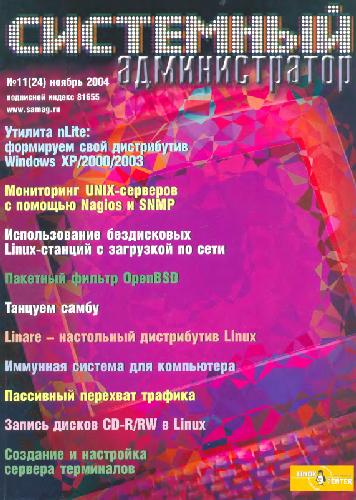 СИСТЕМНЫЙ
администратор
№11(24) ноябрь 2004
подписной индекс 81655
www.samag.ru
Утилита nLite:
формируем свой дистрибутив
Windows XP/2000/2003
Мониторинг UNIX-серверов
с помощью Nagios и SNMP
Использование бездисковых
Linux-станций с загрузкой по сети
Пакетный фильтр OpenBSD
Танцуем самбу
Linare – настольный дистрибутив Linux
Иммунная система для компьютера
Пассивный перехват трафика
Запись дисков CD-R/RW в Linux
Создание и настройка
сервера терминалов
LINUX CENTER